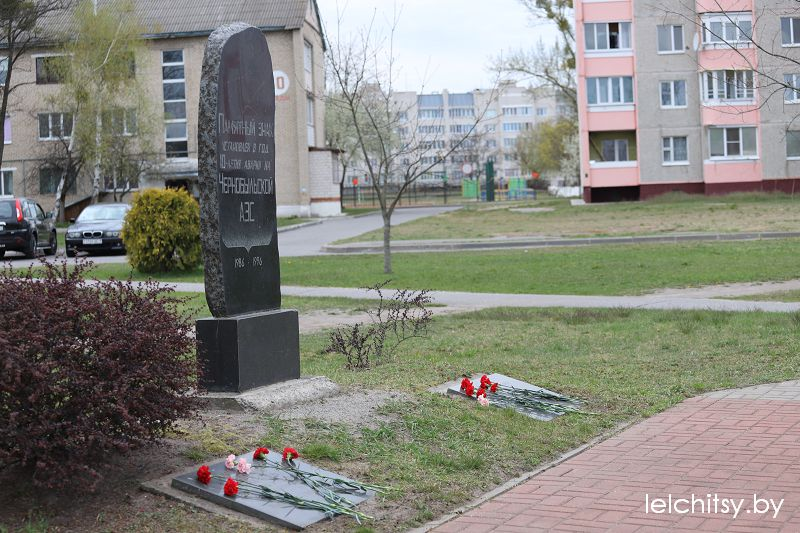 Памятный знак
установлен в год
10-летия аварии на
Чернобыльской
АЭС
1986 1996
lelchitsy.by